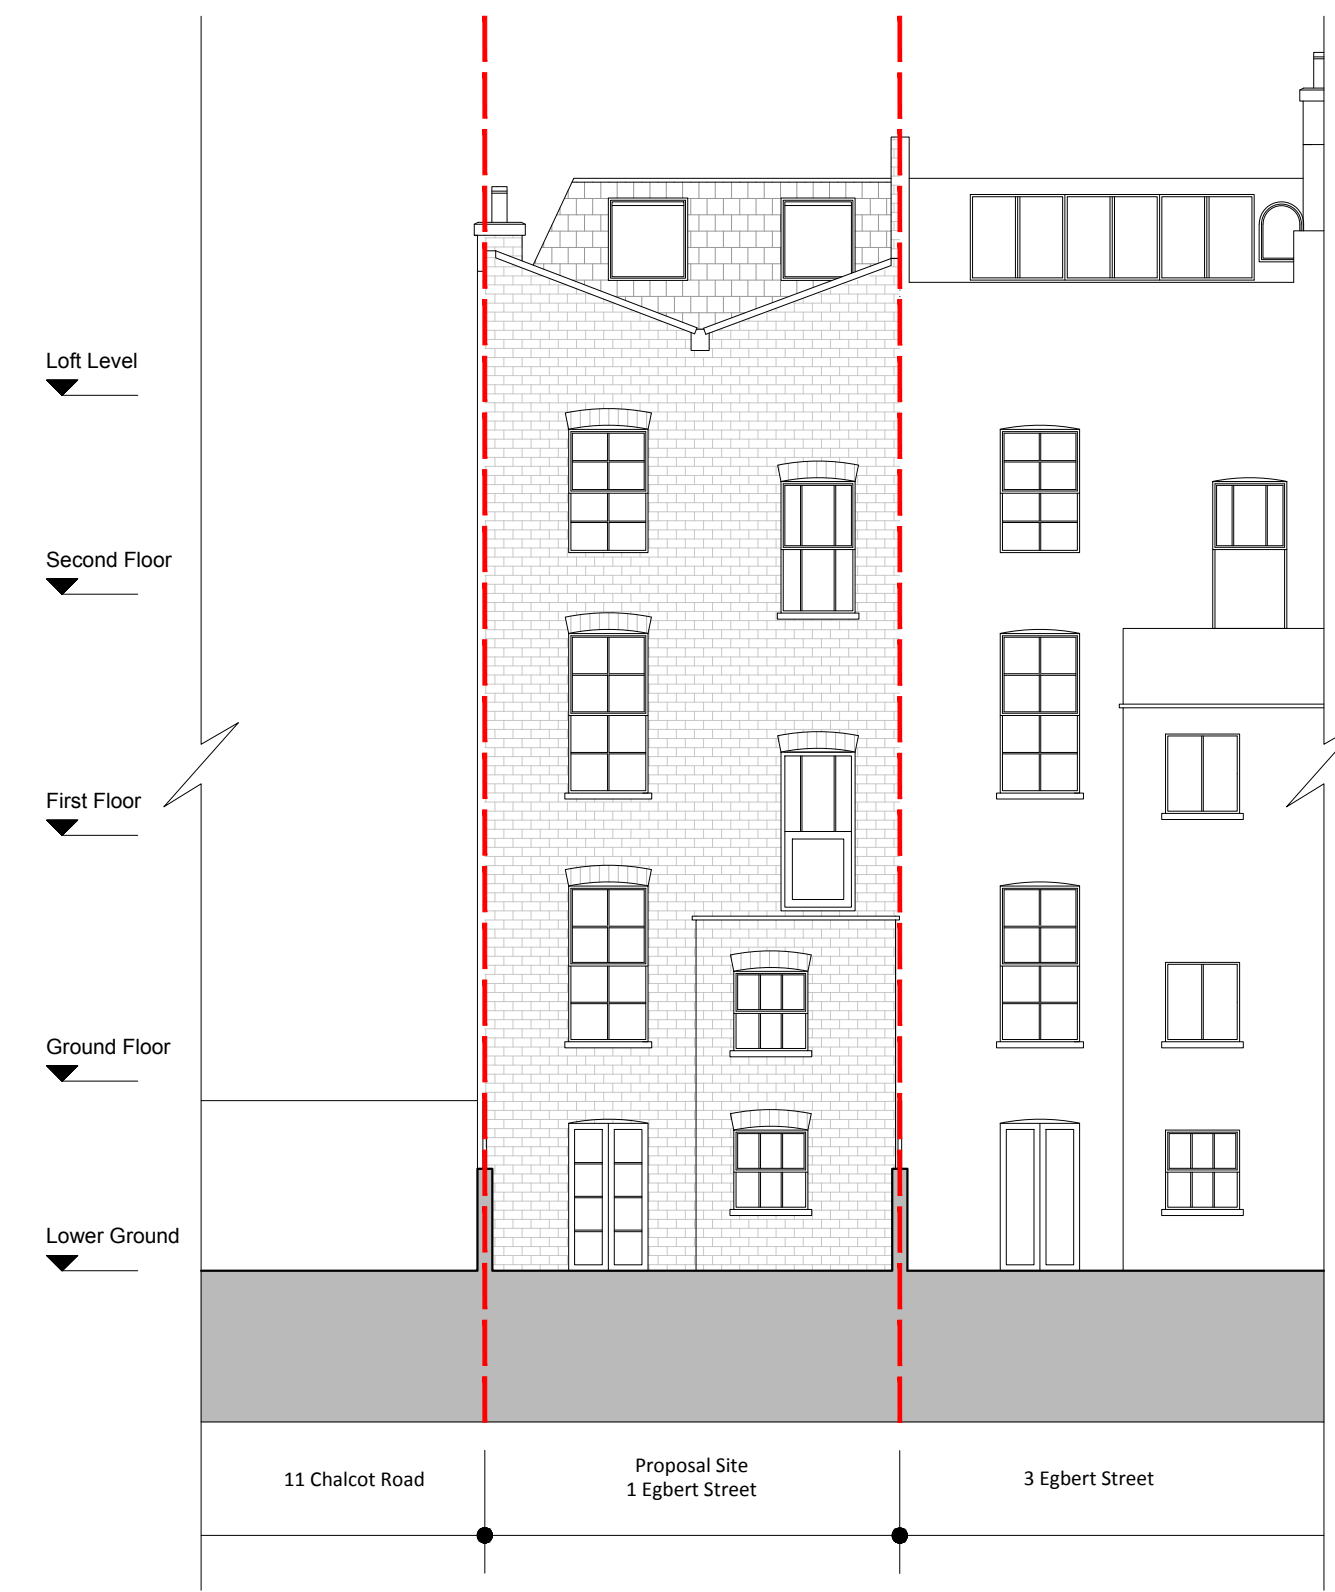 Loft Level
Second Floor
First Floor
Ground Floor
Lower Ground
11 Chalcot Road
Proposal Site
1 Egbert Street
3 Egbert Street